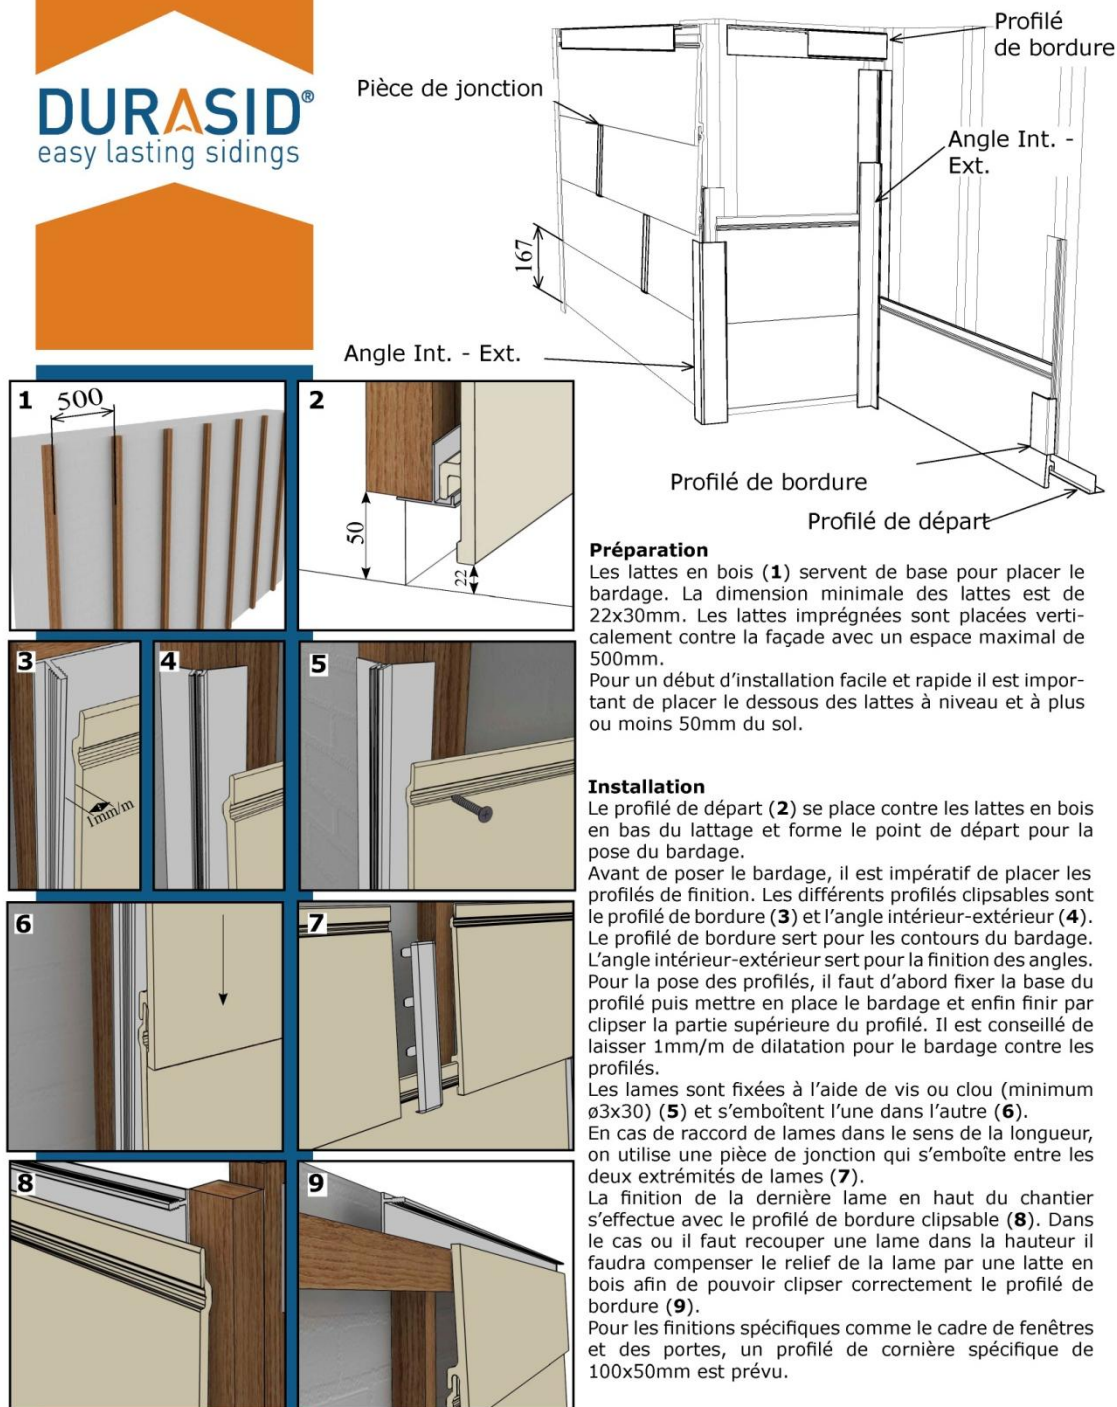 DURASID®
easy lasting sidings
Profilé
de bordure
Pièce de jonction
Angle Int. -
Ext.
167
Angle Int. - Ext.
Profilé de bordure
Profilé de départ
1
500
2
50
22
3
1mm/m
4
5
6
7
8
9
Préparation
Les lattes en bois (1) servent de base pour placer le
bardage. La dimension minimale des lattes est de
22x30mm. Les lattes imprégnées sont placées verti-
calement contre la façade avec un espace maximal de
500mm.
Pour un début d’installation facile et rapide il est impor-
tant de placer le dessous des lattes à niveau et à plus
ou moins 50mm du sol.
Installation
Le profilé de départ (2) se place contre les lattes en bois
en bas du lattage et forme le point de départ pour la
pose du bardage.
Avant de poser le bardage, il est impératif de placer les
profilés de finition. Les différents profilés clipsables sont
le profilé de bordure (3) et l’angle intérieur-extérieur (4).
Le profilé de bordure sert pour les contours du bardage.
L’angle intérieur-extérieur sert pour la finition des angles.
Pour la pose des profilés, il faut d’abord fixer la base du
profilé puis mettre en place le bardage et enfin finir par
clipser la partie supérieure du profilé. Il est conseillé de
laisser 1mm/m de dilatation pour le bardage contre les
profilés.
Les lames sont fixées à l’aide de vis ou clou (minimum
ø3x30) (5) et s’emboîtent l’une dans l’autre (6).
En cas de raccord de lames dans le sens de la longueur,
on utilise une pièce de jonction qui s’emboîte entre les
deux extrémités de lames (7).
La finition de la dernière lame en haut du chantier
s’effectue avec le profilé de bordure clipsable (8). Dans
le cas ou il faut recouper une lame dans la hauteur il
faudra compenser le relief de la lame par une latte en
bois afin de pouvoir clipser correctement le profilé de
bordure (9).
Pour les finitions spécifiques comme le cadre de fenêtres
et des portes, un profilé de cornière spécifique de
100x50mm est prévu.